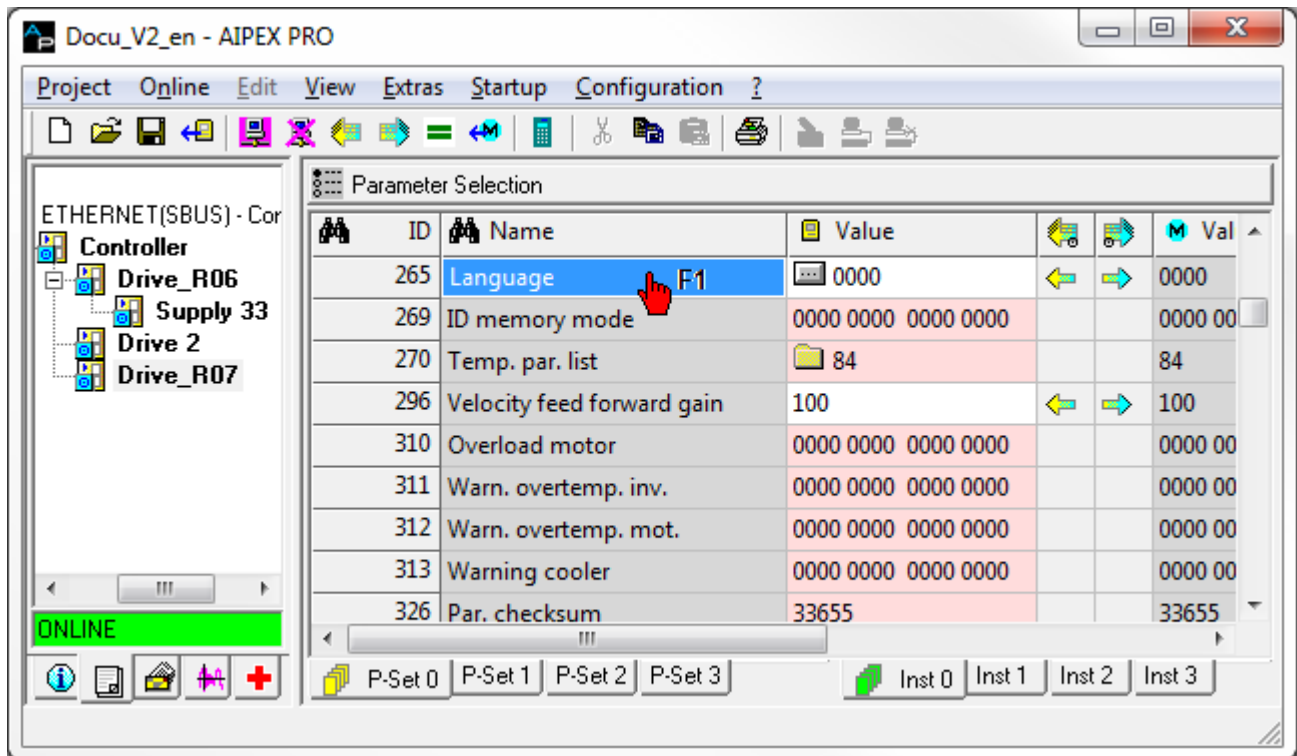 Docu_V2_en - AIPEX PRO
Project Online Edit View Extras Startup Configuration ?
Parameter Selection
ETHERNET(SBUS) - Cor
Controller
Drive_R06
Supply 33
Drive 2
Drive_R07
ONLINE
ID Name Value Val
265 Language F1 0000 0000
269 ID memory mode 0000 0000 0000 0000 0000 00
270 Temp. par. list 84 84
296 Velocity feed forward gain 100 100
310 Overload motor 0000 0000 0000 0000 0000 00
311 Warn. overtemp. inv. 0000 0000 0000 0000 0000 00
312 Warn. overtemp. mot. 0000 0000 0000 0000 0000 00
313 Warning cooler 0000 0000 0000 0000 0000 00
326 Par. checksum 33655 33655
P-Set 0 P-Set 1 P-Set 2 P-Set 3 Inst 0 Inst 1 Inst 2 Inst 3